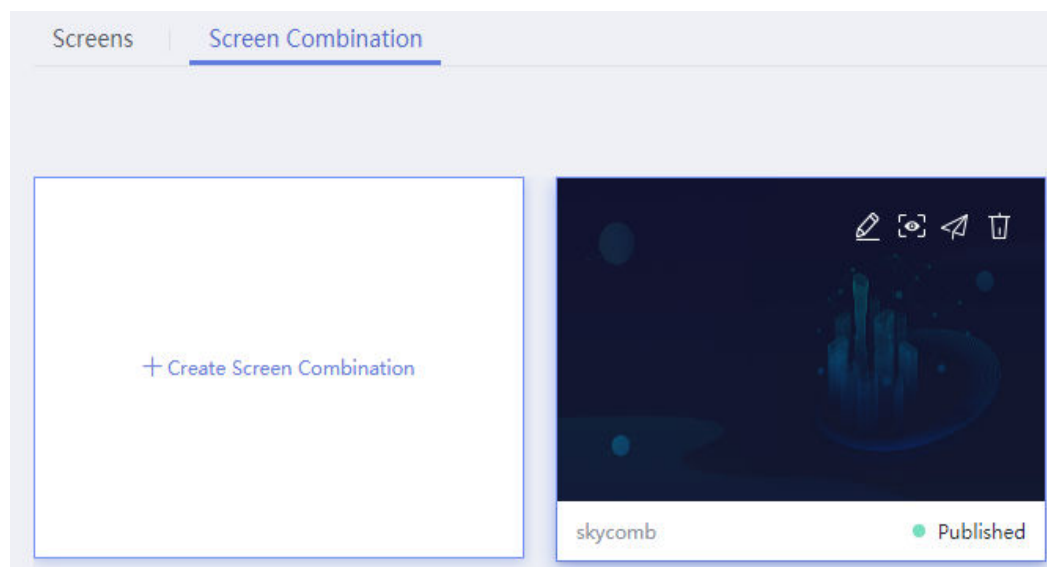 Screens
Screen Combination
+ Create Screen Combination
skycomb
Published